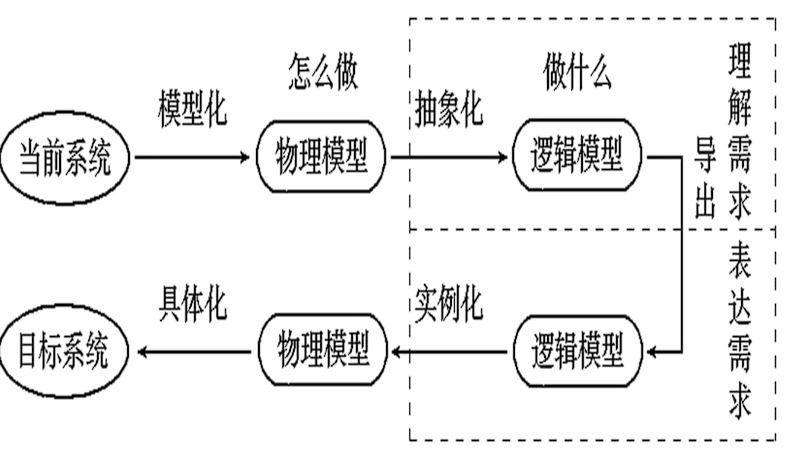 怎么做
做什么
模型化
抽象化
当前系统
物理模型
逻辑模型
导出
理解需求
具体化
实例化
目标系统
物理模型
逻辑模型
表达需求